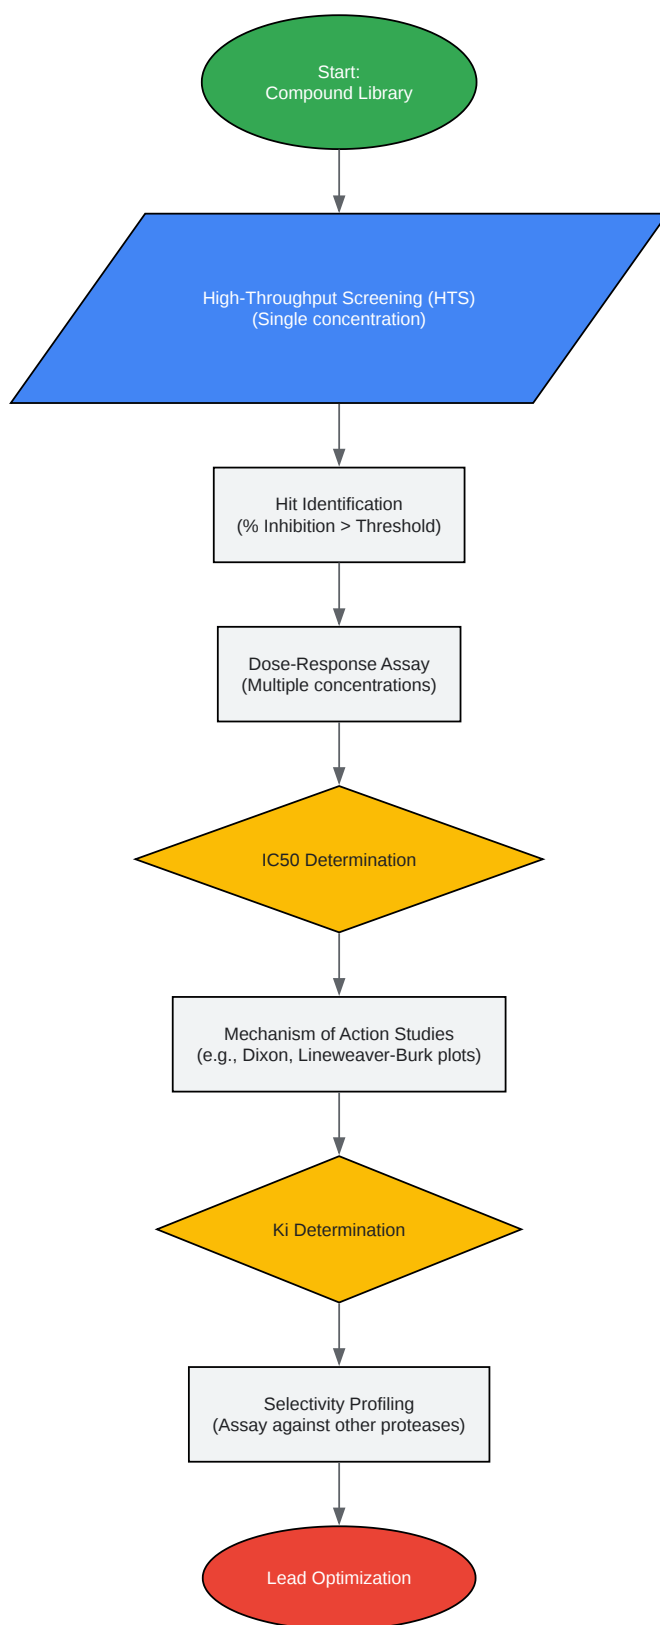 Start:
Compound Library
High-Throughput Screening (HTS)
(Single concentration)
Hit Identification
(% Inhibition > Threshold)
Dose-Response Assay
(Multiple concentrations)
IC50 Determination
Mechanism of Action Studies
(e.g., Dixon, Lineweaver-Burk plots)
Ki Determination
Selectivity Profiling
(Assay against other proteases)
Lead Optimization